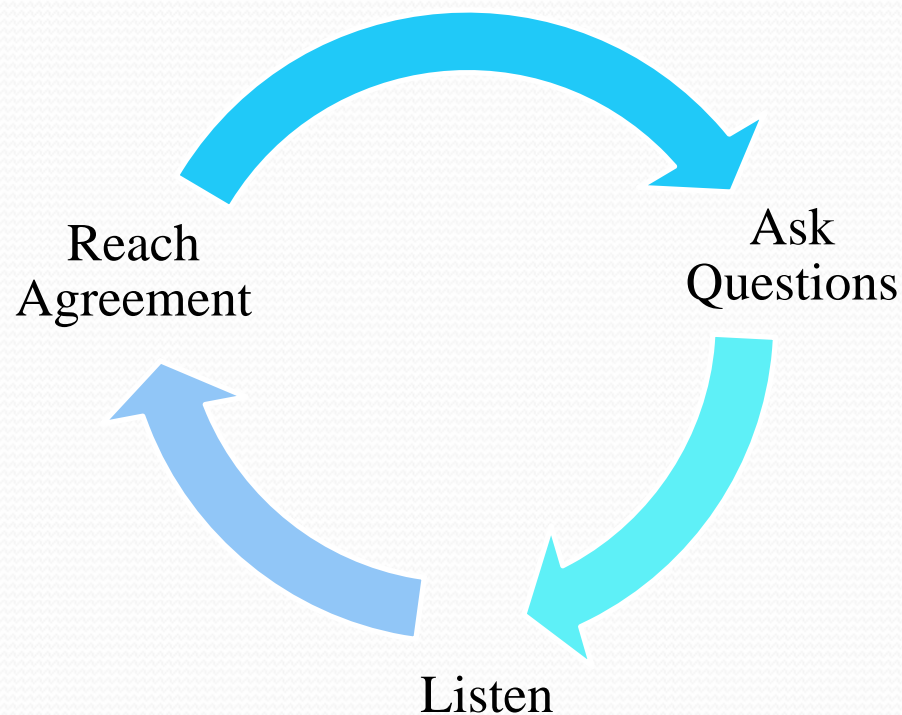 Ask
Questions
Listen
Reach
Agreement